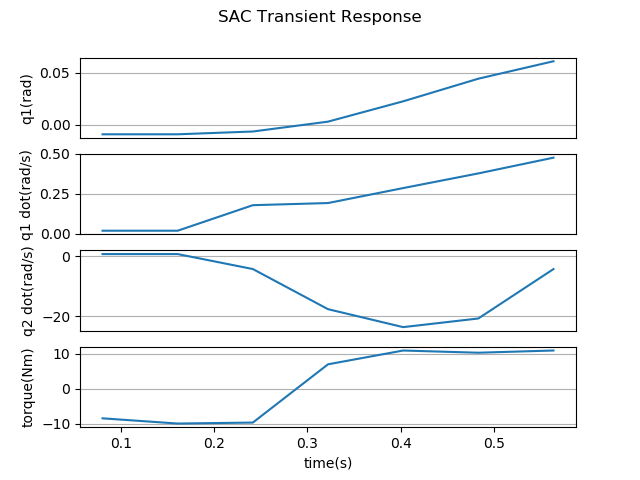 SAC Transient Response
q1(rad)
0.05
0.00
q1 dot(rad/s)
0.50
0.25
0.00
q2 dot(rad/s)
0
−20
torque(Nm)
10
0
−10
0.1 0.2 0.3 0.4 0.5
time(s)